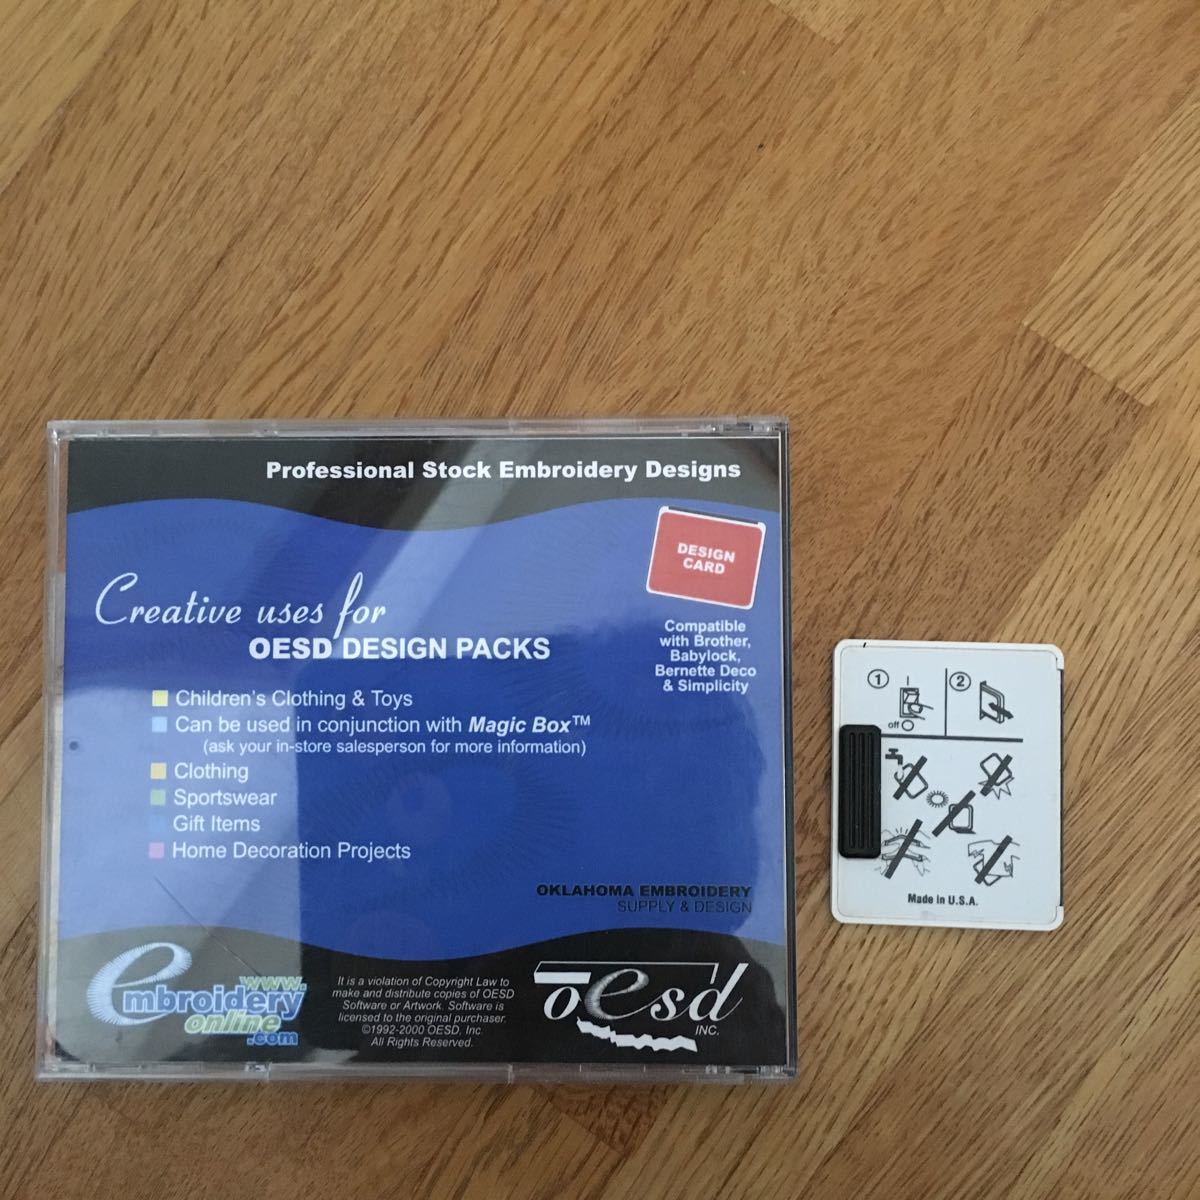 Professional Stock Embroidery Designs
DESIGN
CARD
Creative uses for
OESD DESIGN PACKS
Compatible
with Brother,
Babylock,
Bernette Deco
& Simplicity
Children's Clothing & Toys
Can be used in conjunction with Magic Box™
(ask your in-store salesperson for more information)
Clothing
Sportswear
Gift Items
Home Decoration Projects
OKLAHOMA EMBROIDERY
SUPPLY & DESIGN
www.
embroidery
online
.com
It is a violation of Copyright Law to
make and distribute copies of OESD
Software or Artwork. Software is
licensed to the original purchaser.
©1992-2000 OESD, Inc.
All Rights Reserved.
oesd
INC.
1
2
off
Made in U.S.A.